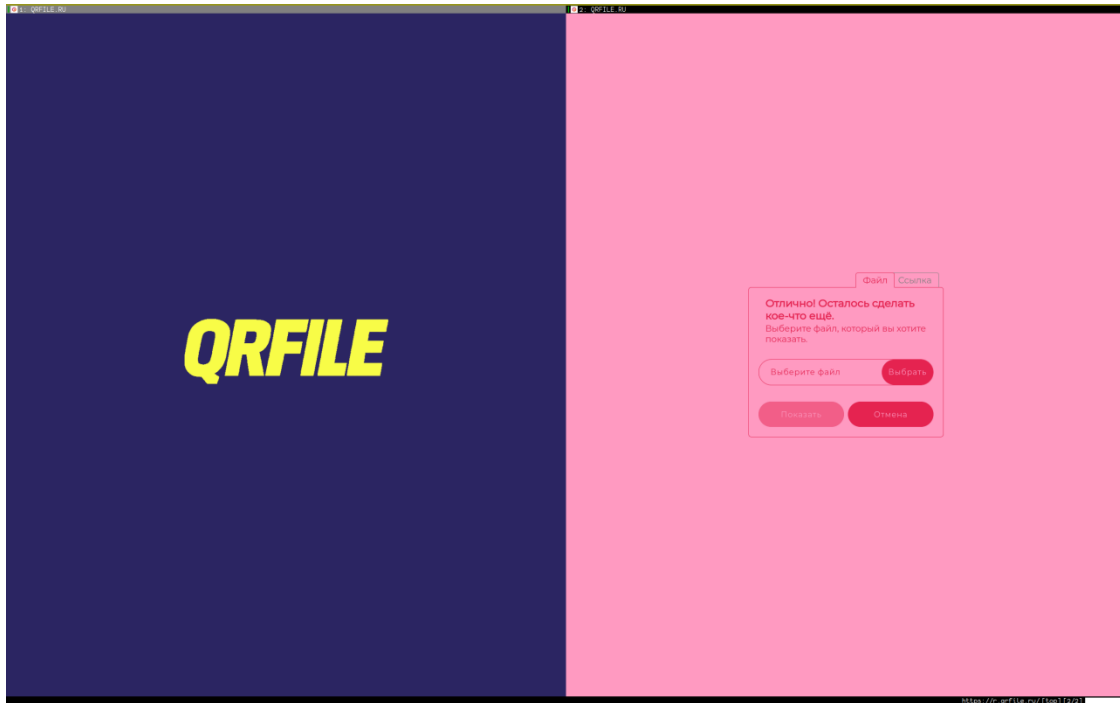 1: QRFILE.RU
2: QRFILE.RU
QRFILE
Файл
Ссылка
Отлично! Осталось сделать
кое-что ещё.
Выберите файл, который вы хотите
показать.
Выберите файл
Выбрать
Показать
Отмена
https://r.qrfile.ru/[top][2/2]